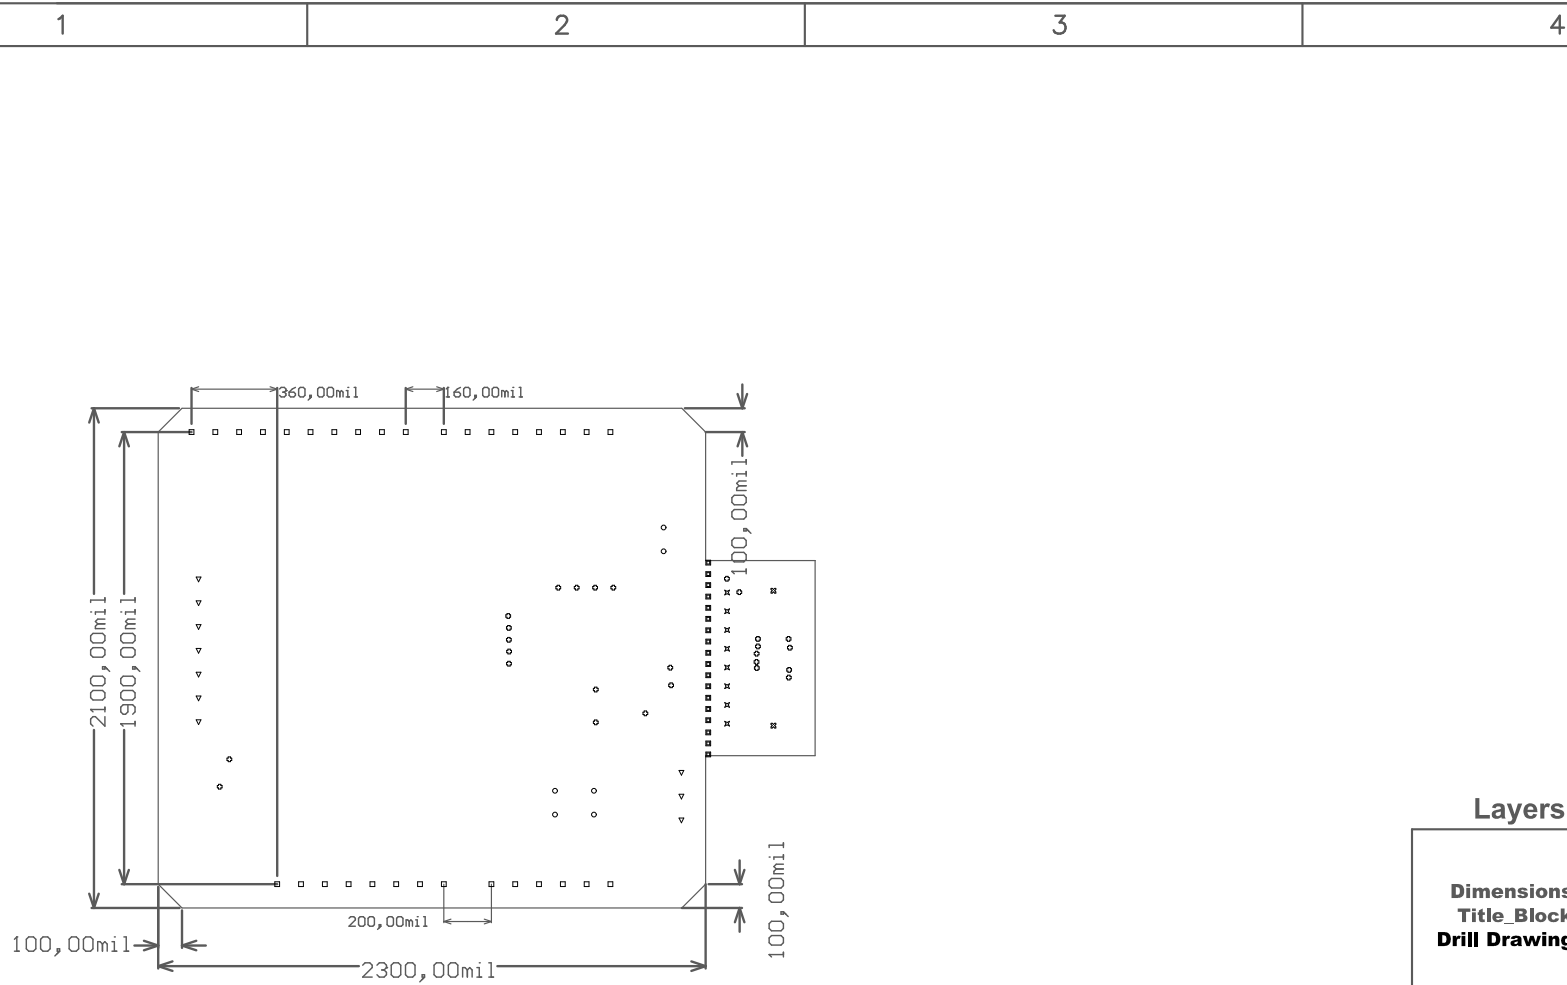 1 2 3 4
360,00mil 160,00mil
100,00mil
2100,00mil
1900,00mil
Layers
100,00mil
Dimensions
Title_Block
200,00mil
Drill Drawing
100,00mil
2300,00mil